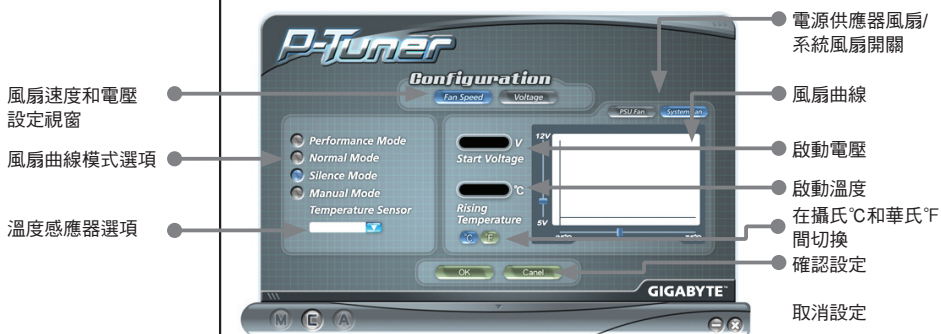 P-Tuner
Configuration
Fan Speed
Voltage
PSU Fan
System Fan
Performance Mode
Normal Mode
Silence Mode
Manual Mode
Temperature Sensor
V
Start Voltage
°C
Rising
Temperature
°C
°F
12V
5V
OK
Canel
GIGABYTE™
M
C
A
風扇速度和電壓
設定視窗
風扇曲線模式選項
溫度感應器選項
電源供應器風扇/
系統風扇開關
風扇曲線
啟動電壓
啟動溫度
在攝氏℃和華氏℉
間切換
確認設定
取消設定